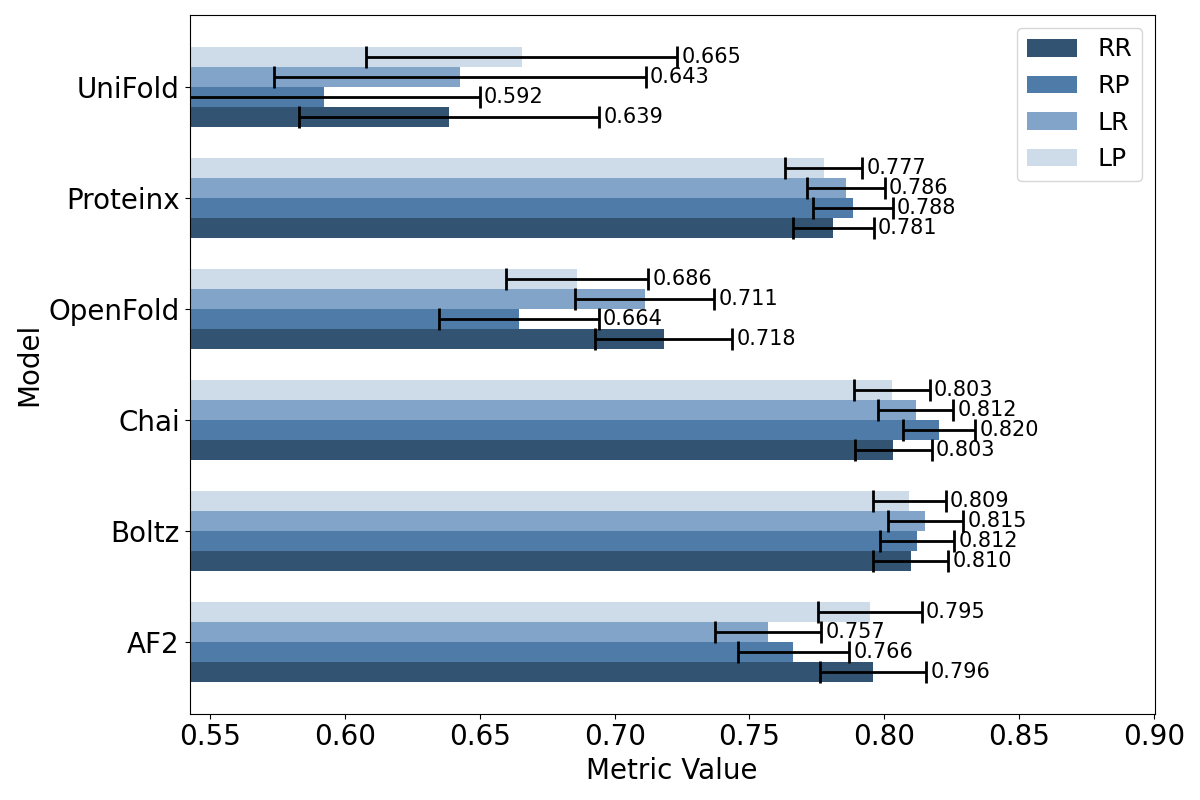 RR
RP
LR
LP
UniFold
0.665
0.643
0.592
0.639
Proteinx
0.777
0.786
0.788
0.781
OpenFold
0.686
0.711
0.664
0.718
Chai
0.803
0.812
0.820
0.803
Boltz
0.809
0.815
0.812
0.810
AF2
0.795
0.757
0.766
0.796
Model
0.55 0.60 0.65 0.70 0.75 0.80 0.85 0.90
Metric Value